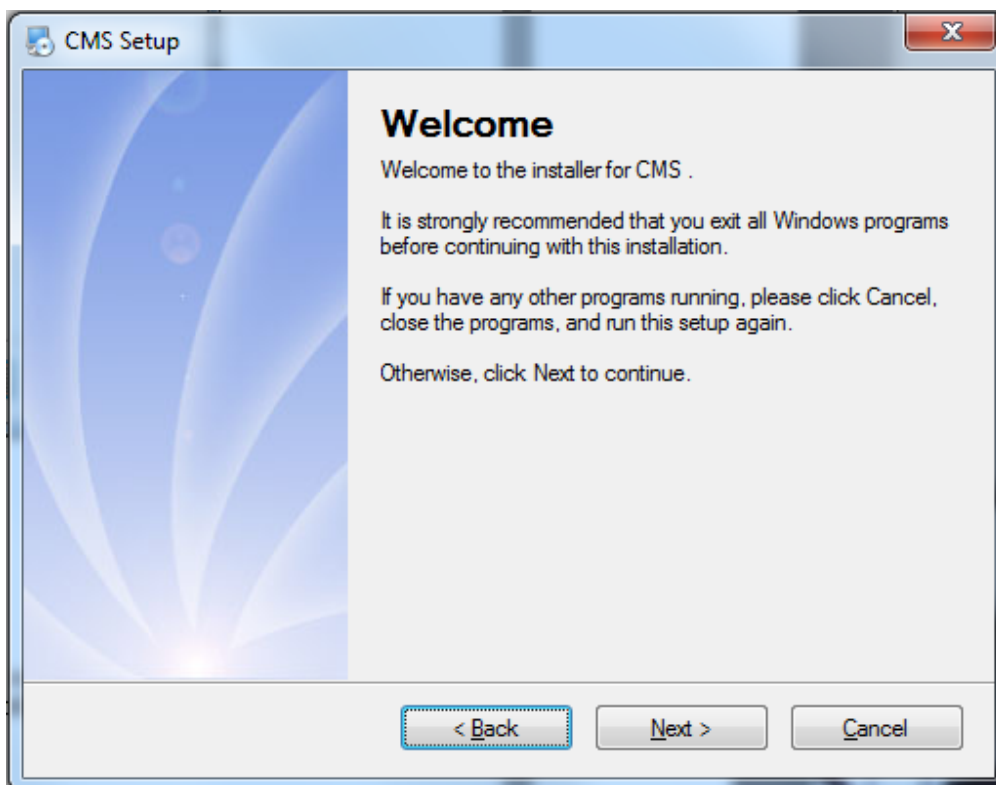 CMS Setup
Welcome
Welcome to the installer for CMS .
It is strongly recommended that you exit all Windows programs
before continuing with this installation.
If you have any other programs running, please click Cancel,
close the programs, and run this setup again.
Otherwise, click Next to continue.
< Back Next > Cancel